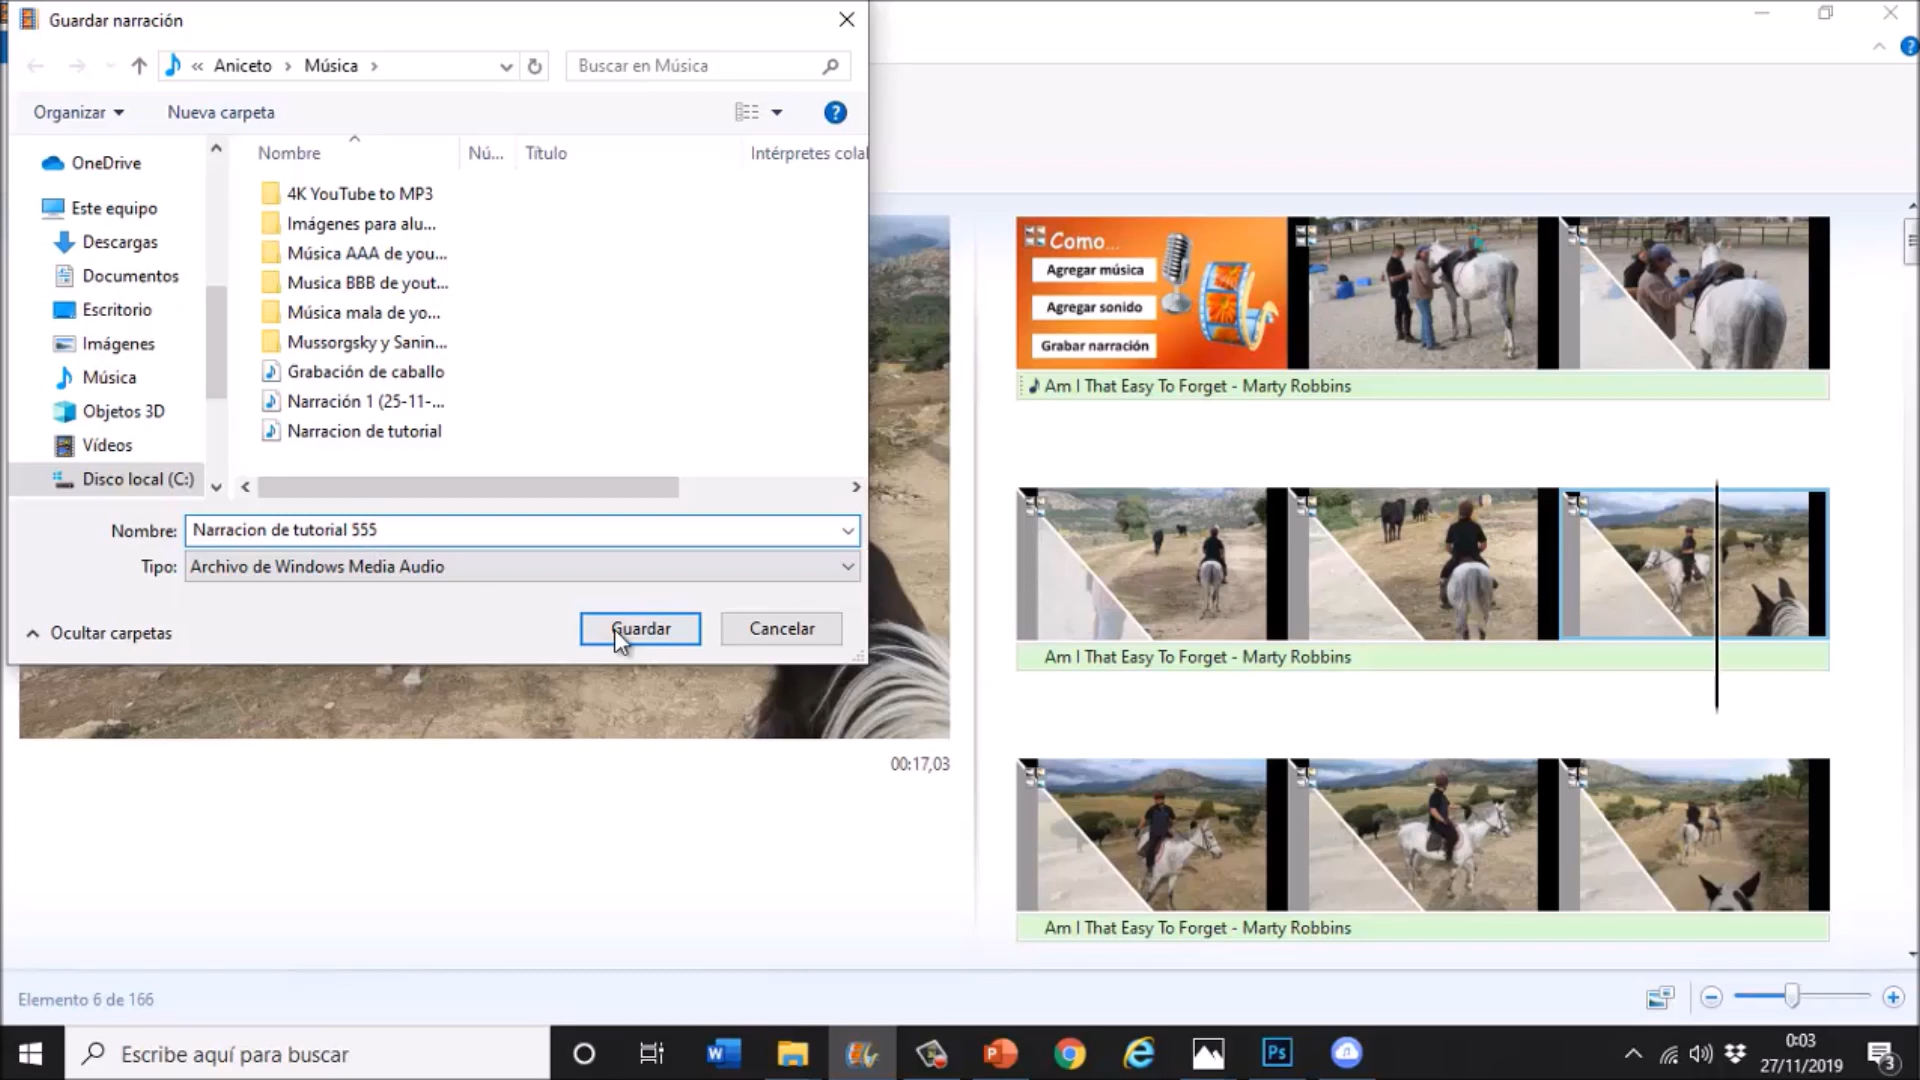 Guardar narración
« Aniceto › Música ›
Buscar en Música
Organizar
Nueva carpeta
OneDrive
Este equipo
Descargas
Documentos
Escritorio
Imágenes
Música
Objetos 3D
Vídeos
Disco local (C:)
Nombre
Nú...
Título
Intérpretes cola
4K YouTube to MP3
Imágenes para alu...
Música AAA de you...
Musica BBB de yout...
Música mala de yo...
Mussorgsky y Sanin...
Grabación de caballo
Narración 1 (25-11-...
Narracion de tutorial
Nombre: Narracion de tutorial 555
Tipo: Archivo de Windows Media Audio
Ocultar carpetas
Guardar
Cancelar
00:17,03
Como...
Agregar música
Agregar sonido
Grabar narración
Am I That Easy To Forget - Marty Robbins
Am I That Easy To Forget - Marty Robbins
Am I That Easy To Forget - Marty Robbins
Elemento 6 de 166
Escribe aquí para buscar
Ps
0:03
27/11/2019
3